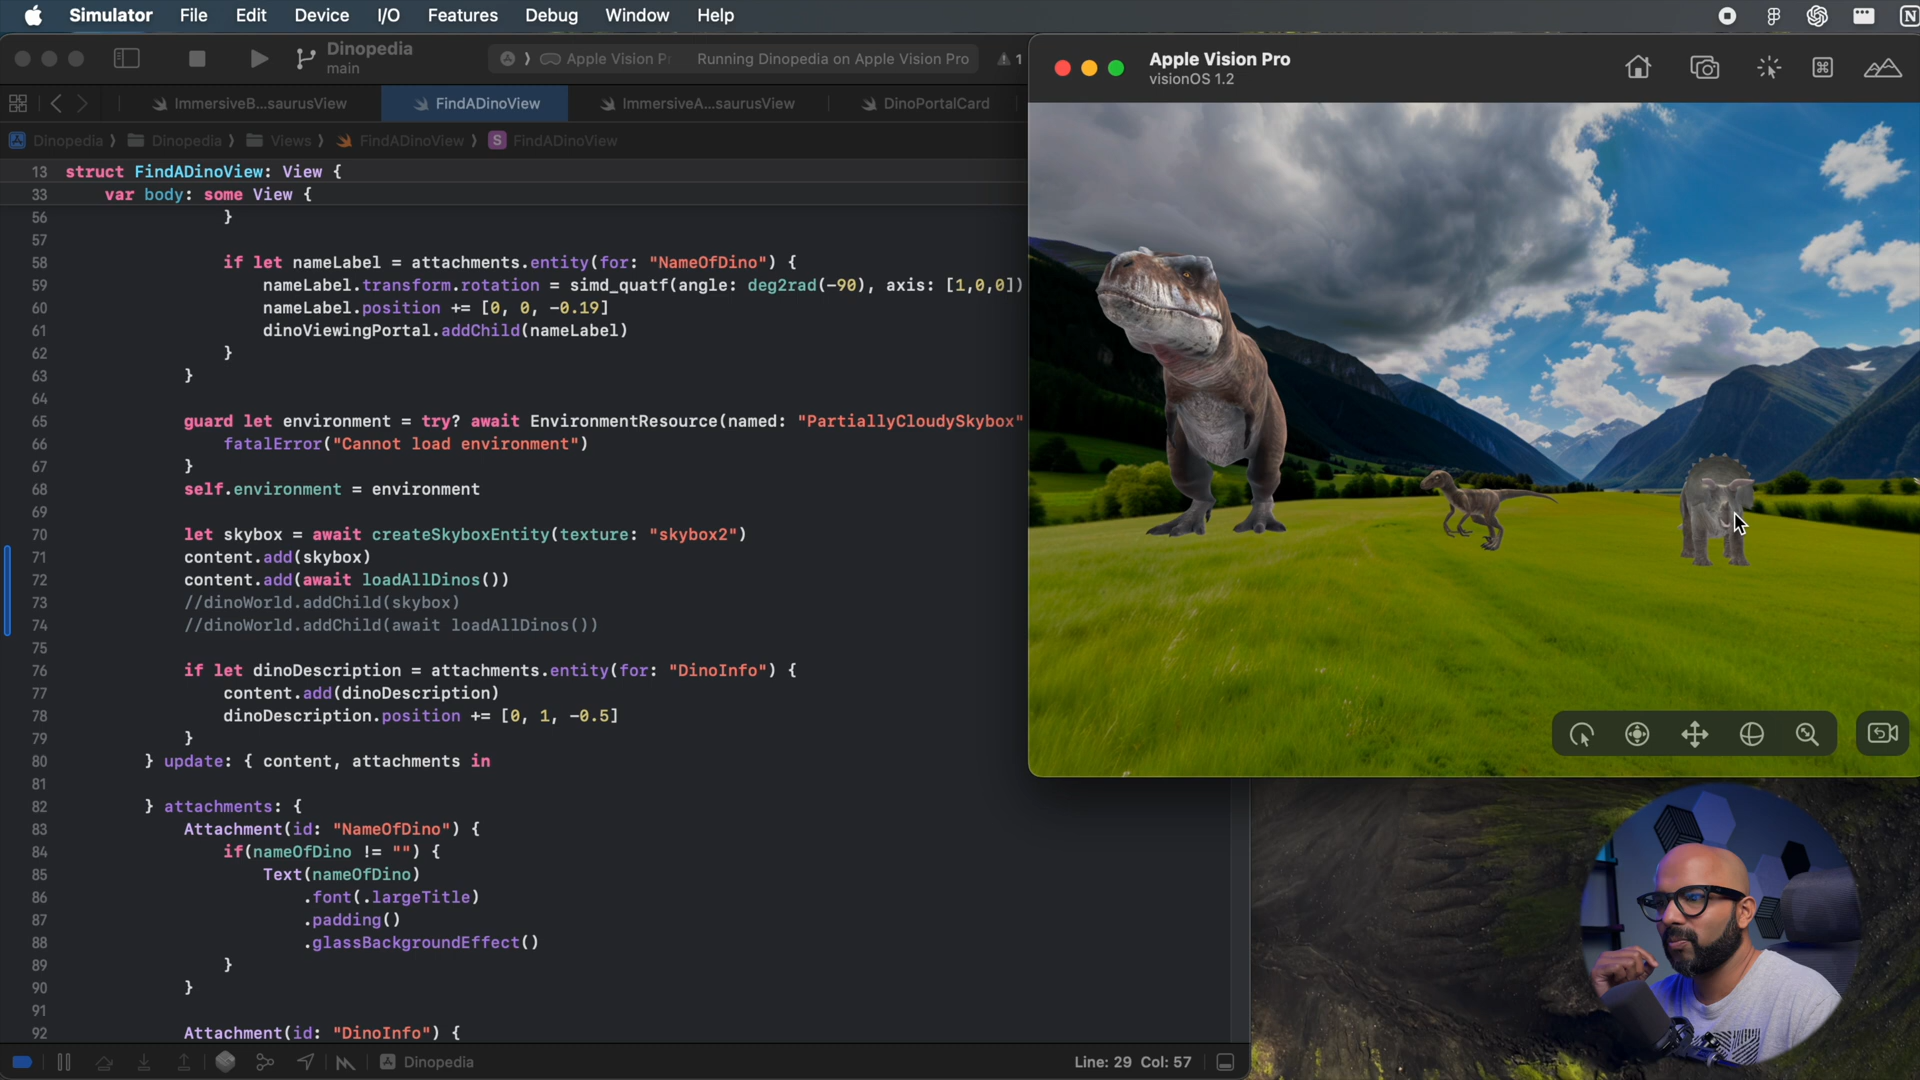 Simulator File Edit Device I/O Features Debug Window Help
Dinopedia
main
Apple Vision Pr
Running Dinopedia on Apple Vision Pro
1
Apple Vision Pro
visionOS 1.2
ImmersiveB...saurusView
FindADinoView
ImmersiveA...saurusView
DinoPortalCard
Dinopedia
Dinopedia
Views
FindADinoView
S FindADinoView
13 struct FindADinoView: View {
33 var body: some View {
56 }
57
58 if let nameLabel = attachments.entity(for: "NameOfDino") {
59 nameLabel.transform.rotation = simd_quatf(angle: deg2rad(-90), axis: [1,0,0])
60 nameLabel.position += [0, 0, -0.19]
61 dinoViewingPortal.addChild(nameLabel)
62 }
63 }
64
65 guard let environment = try? await EnvironmentResource(named: "PartiallyCloudySkybox"
66 fatalError("Cannot load environment")
67 }
68 self.environment = environment
69
70 let skybox = await createSkyboxEntity(texture: "skybox2")
71 content.add(skybox)
72 content.add(await loadAllDinos())
73 //dinoWorld.addChild(skybox)
74 //dinoWorld.addChild(await loadAllDinos())
75
76 if let dinoDescription = attachments.entity(for: "DinoInfo") {
77 content.add(dinoDescription)
78 dinoDescription.position += [0, 1, -0.5]
79 }
80 } update: { content, attachments in
81
82 } attachments: {
83 Attachment(id: "NameOfDino") {
84 if(nameOfDino != "") {
85 Text(nameOfDino)
86 .font(.largeTitle)
87 .padding()
88 .glassBackgroundEffect()
89 }
90 }
91
92 Attachment(id: "DinoInfo") {
Dinopedia
Line: 29 Col: 57